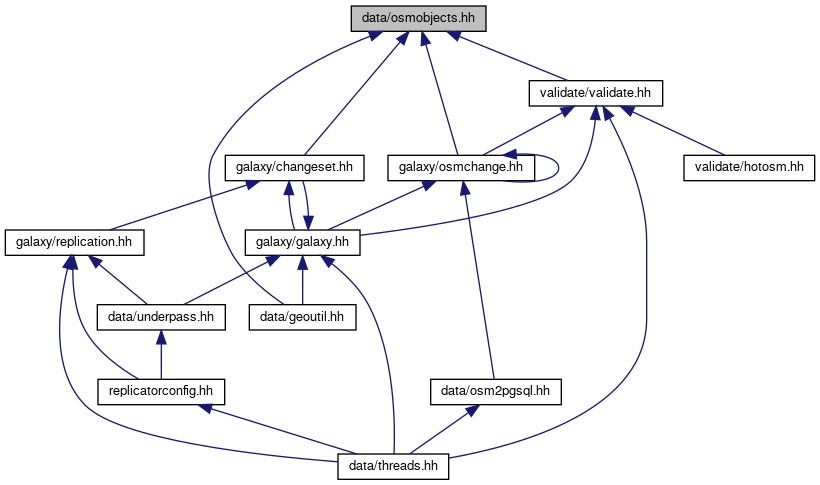 data/osmobjects.hh
validate/validate.hh
galaxy/changeset.hh
galaxy/osmchange.hh
validate/hotosm.hh
galaxy/replication.hh
galaxy/galaxy.hh
data/underpass.hh
data/geoutil.hh
replicatorconfig.hh
data/osm2pgsql.hh
data/threads.hh